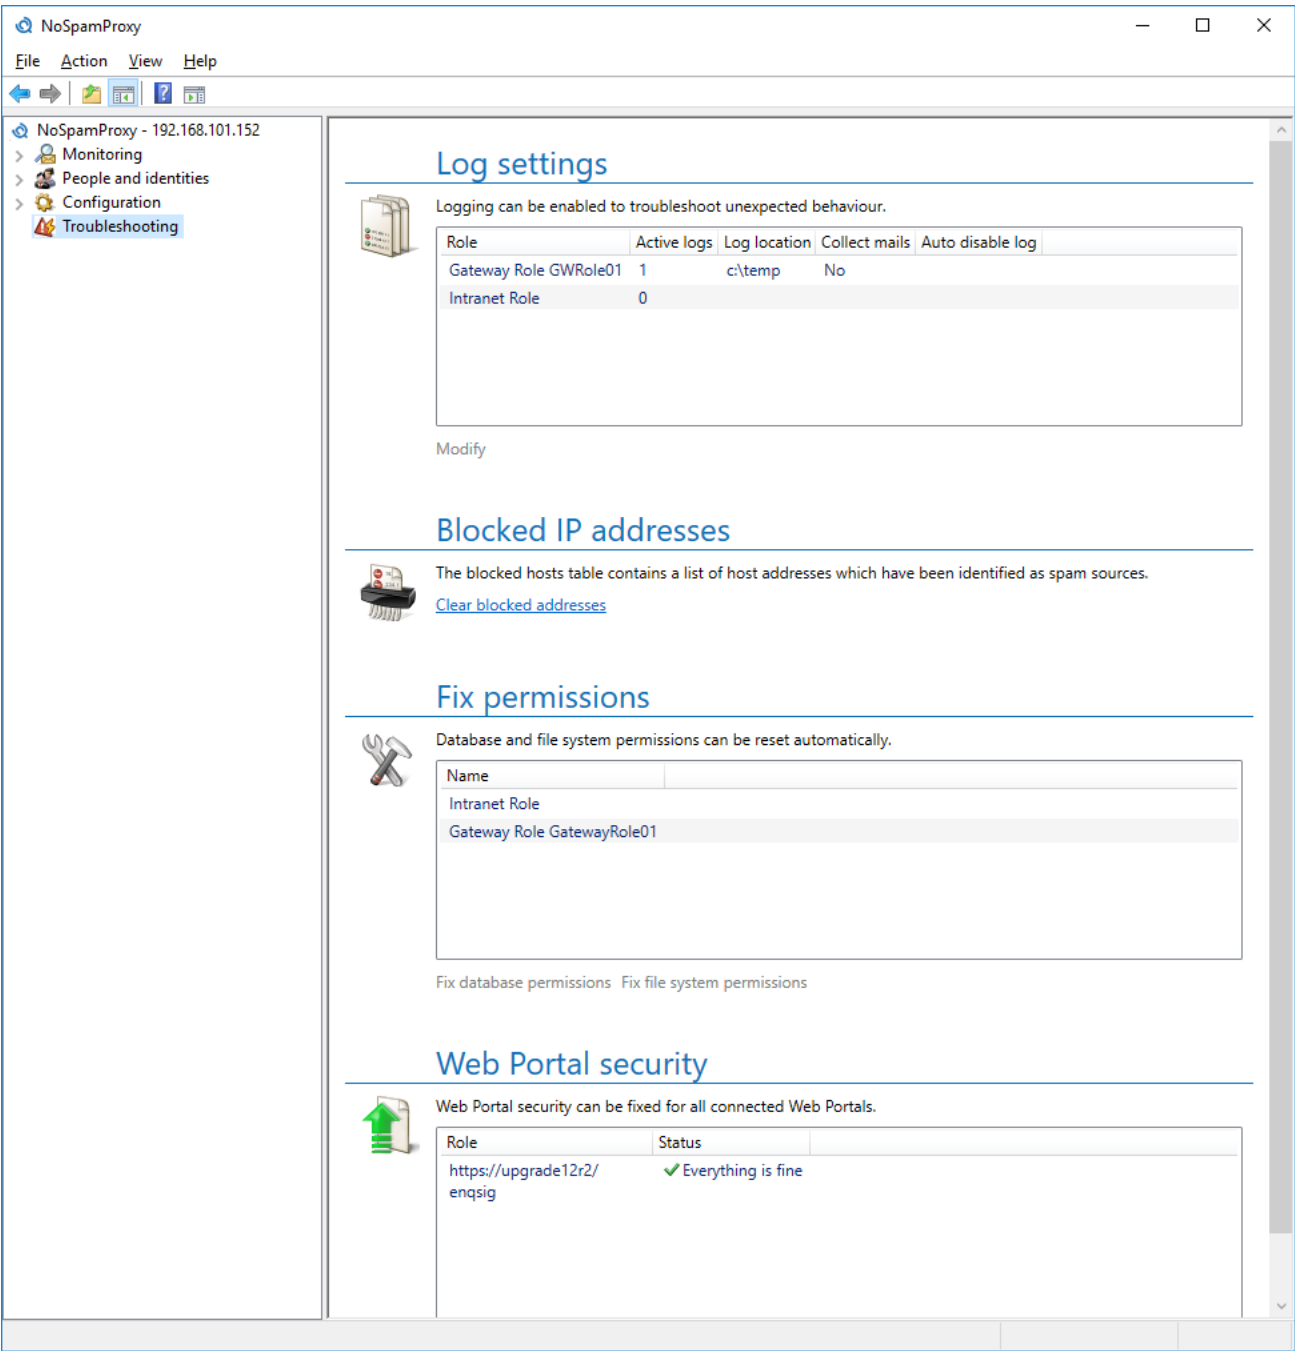 NoSpamProxy
File Action View Help
NoSpamProxy - 192.168.101.152
Monitoring
People and identities
Configuration
Troubleshooting
Log settings
Logging can be enabled to troubleshoot unexpected behaviour.
Role Active logs Log location Collect mails Auto disable log
Gateway Role GWRole01 1 c:\temp No
Intranet Role 0
Modify
Blocked IP addresses
The blocked hosts table contains a list of host addresses which have been identified as spam sources.
Clear blocked addresses
Fix permissions
Database and file system permissions can be reset automatically.
Name
Intranet Role
Gateway Role GatewayRole01
Fix database permissions Fix file system permissions
Web Portal security
Web Portal security can be fixed for all connected Web Portals.
Role Status
https://upgrade12r2/ Everything is fine
enqsig